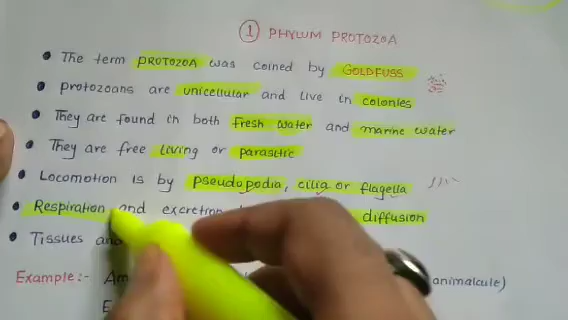 ① PHYLUM PROTOZOA
• The term PROTOZOA was coined by GOLDFUSS
• protozoans are unicellular and live in colonies
• They are found in both fresh water and marine water
• They are free living or parasitic
• Locomotion is by pseudopodia, cilia or flagella
• Respiration and excretion diffusion
• Tissues and
Example:- Am animalcule)
E